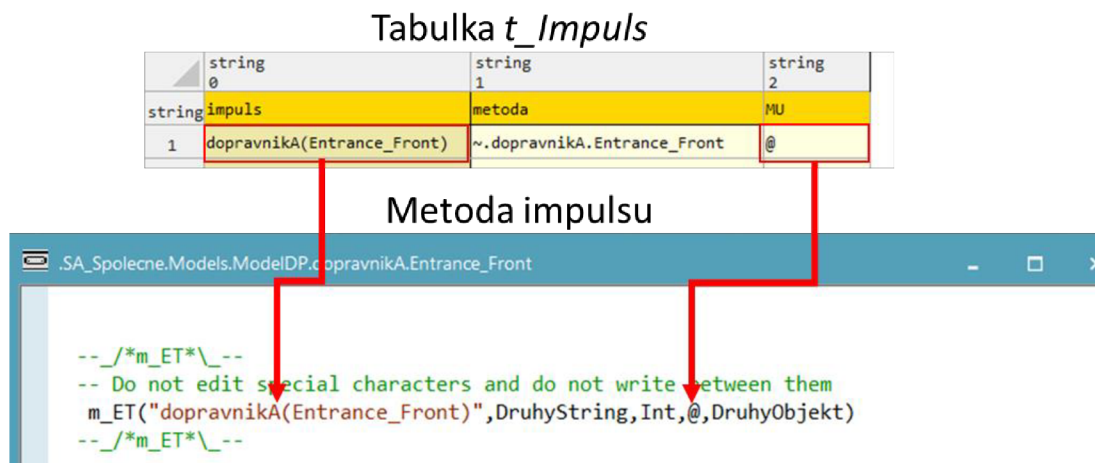 Tabulka t_Impuls
string string string
0 1 2
string impuls metoda MU
1 dopravnikA(Entrance_Front) ~.dopravnikA.Entrance_Front @
Metoda impulsu
.SA_Spolecne.Models.ModelDP.dopravnikA.Entrance_Front
--_/*m_ET*\_--
-- Do not edit special characters and do not write between them
m_ET("dopravnikA(Entrance_Front)",DruhyString,Int,@,DruhyObjekt)
--_/*m_ET*\_--